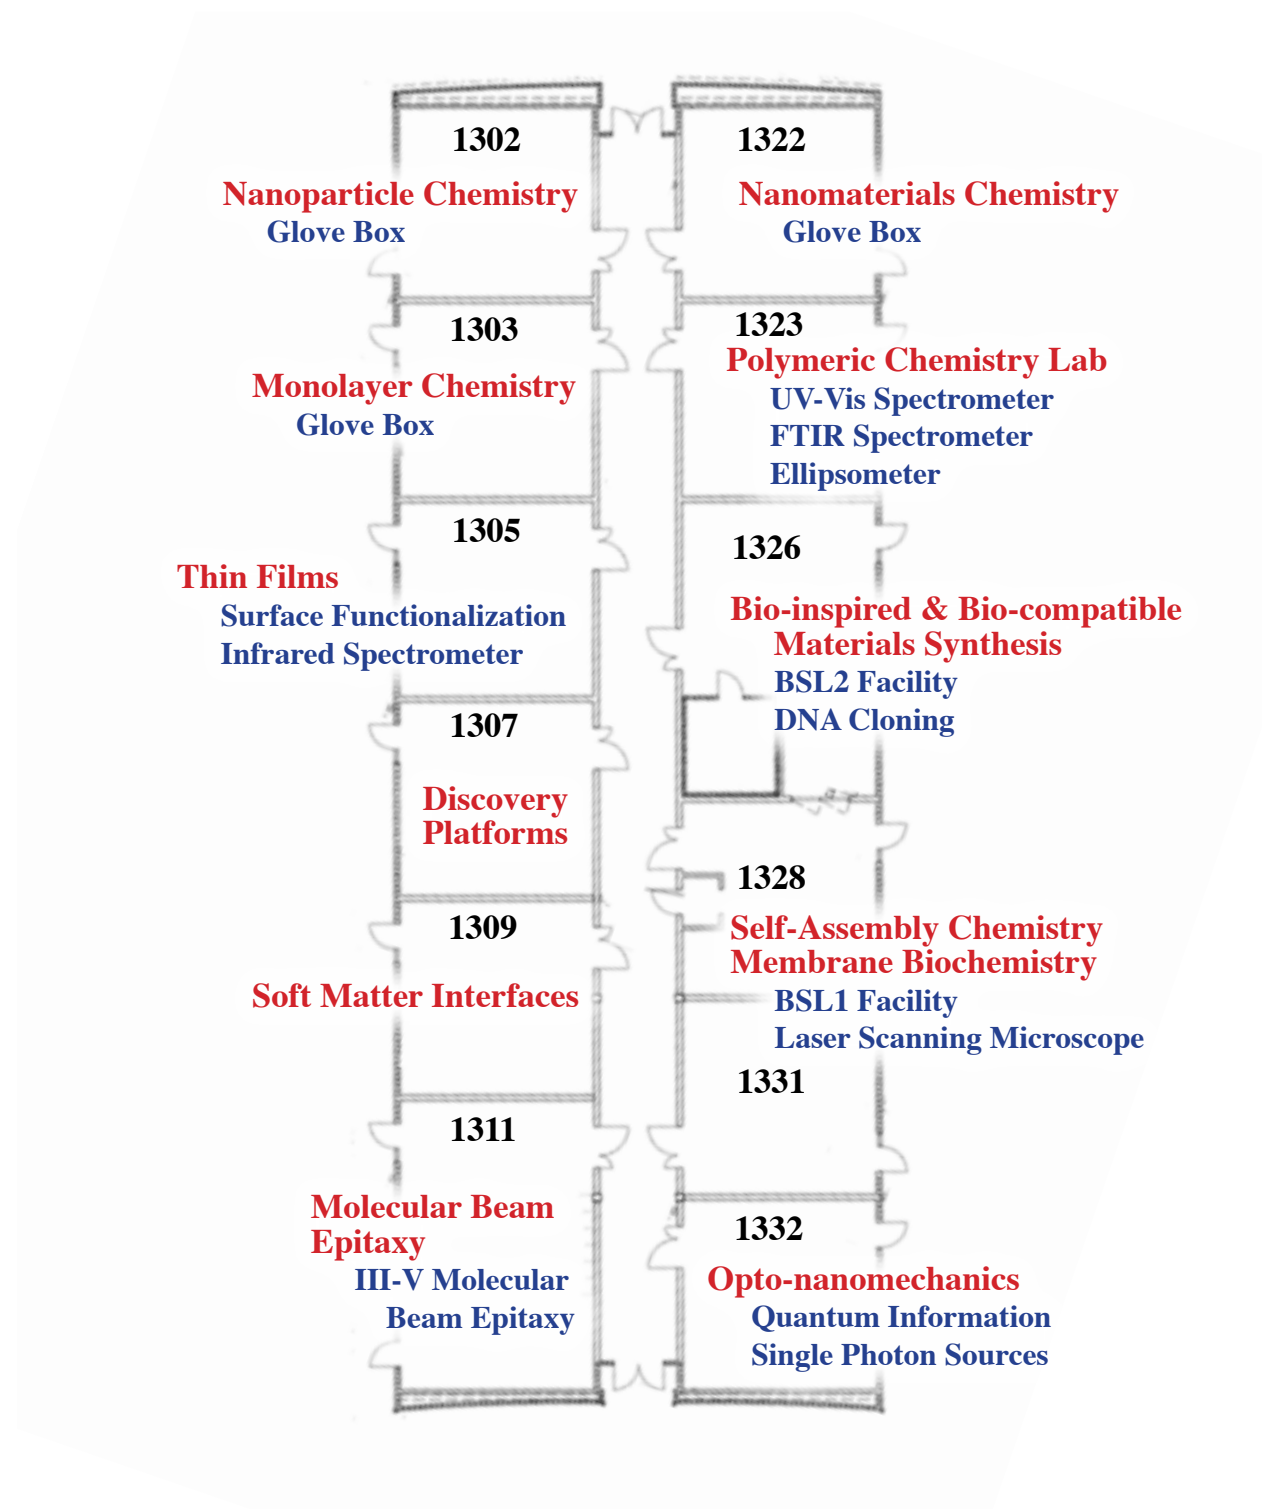 1302
Nanoparticle Chemistry
Glove Box
1303
Monolayer Chemistry
Glove Box
1305
Thin Films
Surface Functionalization
Infrared Spectrometer
1307
Discovery
Platforms
1309
Soft Matter Interfaces
1311
Molecular Beam
Epitaxy
III-V Molecular
Beam Epitaxy
1322
Nanomaterials Chemistry
Glove Box
1323
Polymeric Chemistry Lab
UV-Vis Spectrometer
FTIR Spectrometer
Ellipsometer
1326
Bio-inspired & Bio-compatible
Materials Synthesis
BSL2 Facility
DNA Cloning
1328
Self-Assembly Chemistry
Membrane Biochemistry
BSL1 Facility
Laser Scanning Microscope
1331
1332
Opto-nanomechanics
Quantum Information
Single Photon Sources